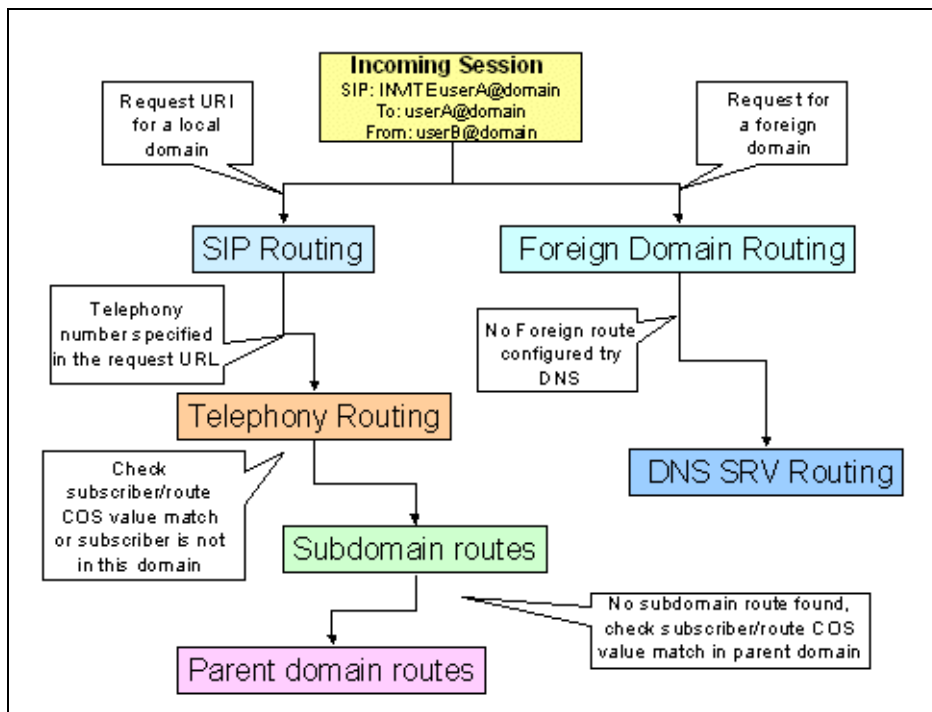 Incoming Session
SIP: INVITE userA@domain
To: userA@domain
From: userB@domain
Request URI
for a local
domain
Request for
a foreign
domain
SIP Routing
Foreign Domain Routing
Telephony
number specified
in the request URL
No Foreign route
configured try
DNS
Telephony Routing
Check
subscriber/route
COS value match
or subscriber is not
in this domain
DNS SRV Routing
Subdomain routes
No subdomain route found,
check subscriber/route COS
value match in parent domain
Parent domain routes